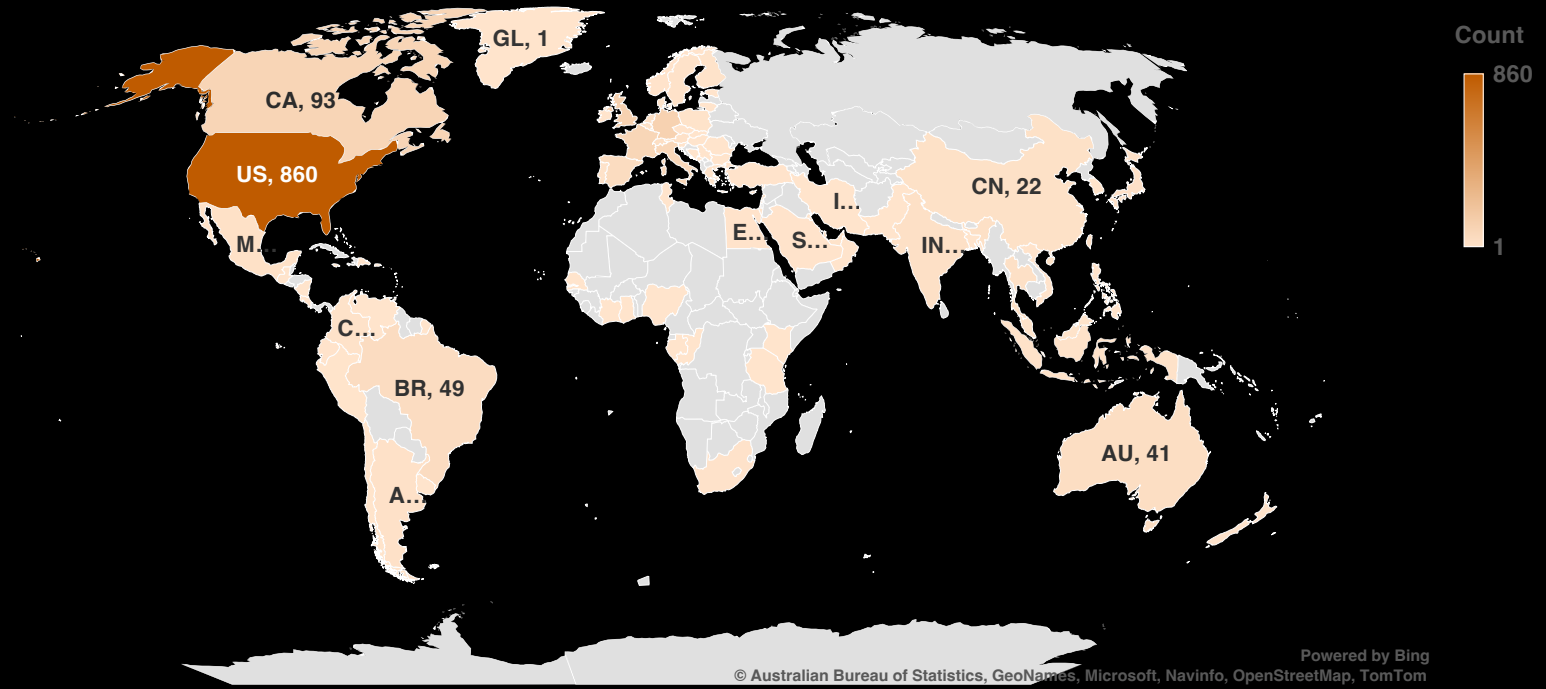 Count
860
1
GL, 1
CA, 93
US, 860
M...
C...
BR, 49
A...
E...
S...
I...
IN...
CN, 22
AU, 41
Powered by Bing
© Australian Bureau of Statistics, GeoNames, Microsoft, Navinfo, OpenStreetMap, TomTom